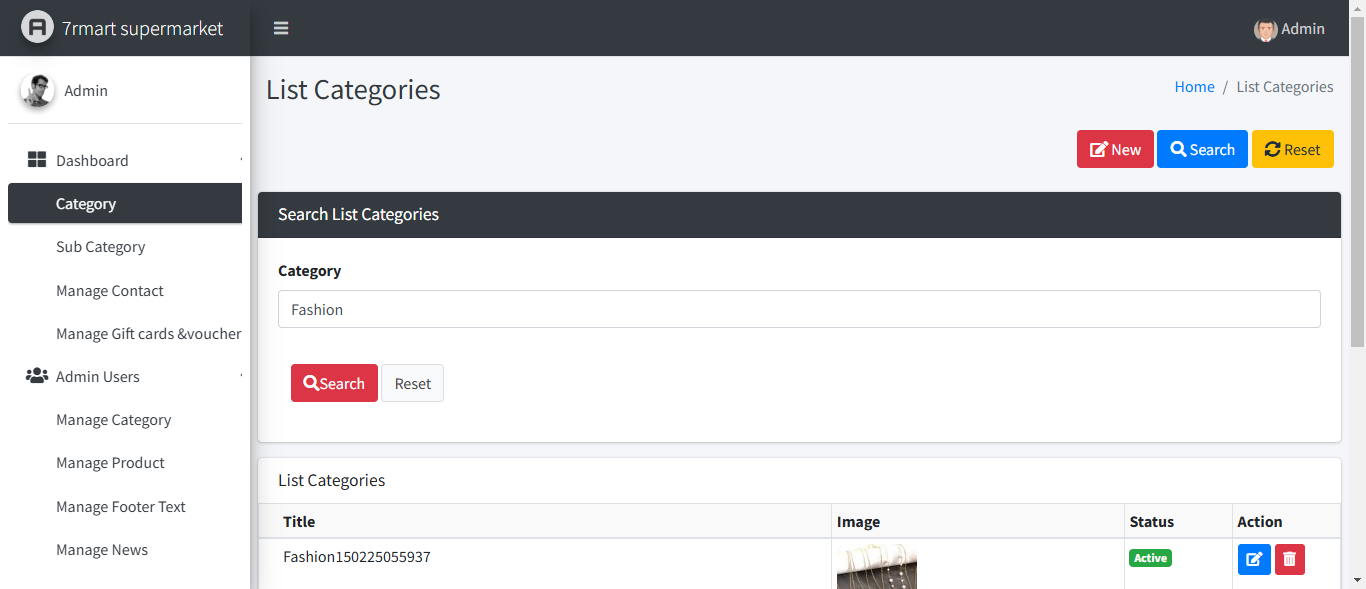 7rmart supermarket
Admin
Admin
List Categories
Home / List Categories
New Search Reset
Dashboard
Category
Sub Category
Manage Contact
Manage Gift cards &voucher
Admin Users
Manage Category
Manage Product
Manage Footer Text
Manage News
Search List Categories
Category
Fashion
Search Reset
List Categories
Title Image Status Action
Fashion150225055937 Active